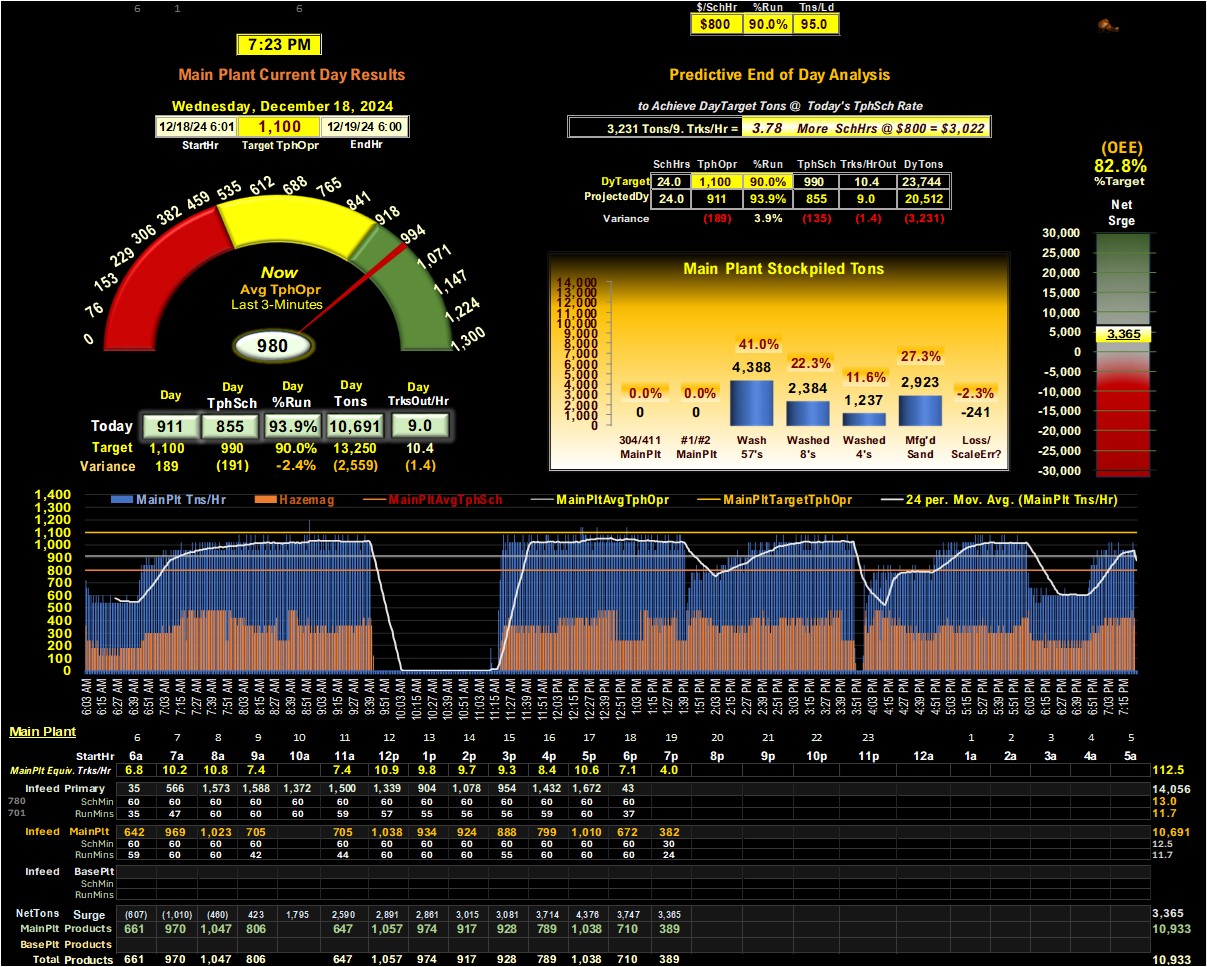 6 1 6
$/SchHr %Run Tns/Ld
$800 90.0% 95.0
7:23 PM
Main Plant Current Day Results
Predictive End of Day Analysis
Wednesday, December 18, 2024
to Achieve DayTarget Tons @ Today's TphSch Rate
12/18/24 6:01 1,100 12/19/24 6:00
StartHr Target TphOpr EndHr
3,231 Tons/9. Trks/Hr = 3.78 More SchHrs @ $800 = $3,022
(OEE)
82.8%
%Target
SchHrs TphOpr %Run TphSch Trks/HrOut DyTons
DyTarget 24.0 1,100 90.0% 990 10.4 23,744
ProjectedDy 24.0 911 93.9% 855 9.0 20,512
Variance (189) 3.9% (135) (1.4) (3,231)
Net
Srge
30,000
25,000
20,000
15,000
10,000
5,000
3,365
0
-5,000
-10,000
-15,000
-20,000
-25,000
-30,000
0 76 153 229 306 382 459 535 612 688 765 841 918 994 1,071 1,147 1,224 1,300
Now
Avg TphOpr
Last 3-Minutes
980
Main Plant Stockpiled Tons
14,000
13,000
12,000
11,000
10,000
9,000
8,000
7,000
6,000
5,000
4,000
3,000
2,000
1,000
0
0.0% 0.0% 41.0% 22.3% 11.6% 27.3% -2.3%
0 0 4,388 2,384 1,237 2,923 -241
304/411 #1/#2 Wash Washed Washed Mfg'd Loss/
MainPlt MainPlt 57's 8's 4's Sand ScaleErr?
Day Day TphSch Day %Run Day Tons Day TrksOut/Hr
Today 911 855 93.9% 10,691 9.0
Target 1,100 990 90.0% 13,250 10.4
Variance 189 (191) -2.4% (2,559) (1.4)
MainPlt Tns/Hr Hazemag MainPltAvgTphSch MainPltAvgTphOpr MainPltTargetTphOpr 24 per. Mov. Avg. (MainPlt Tns/Hr)
1,400
1,300
1,200
1,100
1,000
900
800
700
600
500
400
300
200
100
0
6:03 AM 6:15 AM 6:27 AM 6:39 AM 6:51 AM 7:03 AM 7:15 AM 7:27 AM 7:39 AM 7:51 AM 8:03 AM 8:15 AM 8:27 AM 8:39 AM 8:51 AM 9:03 AM 9:15 AM 9:27 AM 9:39 AM 9:51 AM 10:03 AM 10:15 AM 10:27 AM 10:39 AM 10:51 AM 11:03 AM 11:15 AM 11:27 AM 11:39 AM 11:51 AM 12:03 PM 12:15 PM 12:27 PM 12:39 PM 12:51 PM 1:03 PM 1:15 PM 1:27 PM 1:39 PM 1:51 PM 2:03 PM 2:15 PM 2:27 PM 2:39 PM 2:51 PM 3:03 PM 3:15 PM 3:27 PM 3:39 PM 3:51 PM 4:03 PM 4:15 PM 4:27 PM 4:39 PM 4:51 PM 5:03 PM 5:15 PM 5:27 PM 5:39 PM 5:51 PM 6:03 PM 6:15 PM 6:27 PM 6:39 PM 6:51 PM 7:03 PM 7:15 PM
Main Plant
6 7 8 9 10 11 12 13 14 15 16 17 18 19 20 21 22 23 1 2 3 4 5
StartHr 6a 7a 8a 9a 10a 11a 12p 1p 2p 3p 4p 5p 6p 7p 8p 9p 10p 11p 12a 1a 2a 3a 4a 5a
MainPlt Equiv. Trks/Hr 6.8 10.2 10.8 7.4 7.4 10.9 9.8 9.7 9.3 8.4 10.6 7.1 4.0 112.5
Infeed Primary 35 566 1,573 1,588 1,372 1,500 1,339 904 1,078 954 1,432 1,672 43 14,056
780 SchMin 60 60 60 60 60 60 60 60 60 60 60 60 60 13.0
701 RunMins 35 47 60 60 60 59 57 55 56 56 59 60 37 11.7
Infeed MainPlt 642 969 1,023 705 705 1,038 934 924 888 799 1,010 672 382 10,691
SchMin 60 60 60 60 60 60 60 60 60 60 60 60 30 12.5
RunMins 59 60 60 42 44 60 60 60 55 60 60 60 24 11.7
Infeed BasePlt
SchMin
RunMins
NetTons Surge (607) (1,010) (460) 423 1,795 2,590 2,891 2,861 3,015 3,081 3,714 4,376 3,747 3,365 3,365
MainPlt Products 661 970 1,047 806 647 1,057 974 917 928 789 1,038 710 389 10,933
BasePlt Products
Total Products 661 970 1,047 806 647 1,057 974 917 928 789 1,038 710 389 10,933